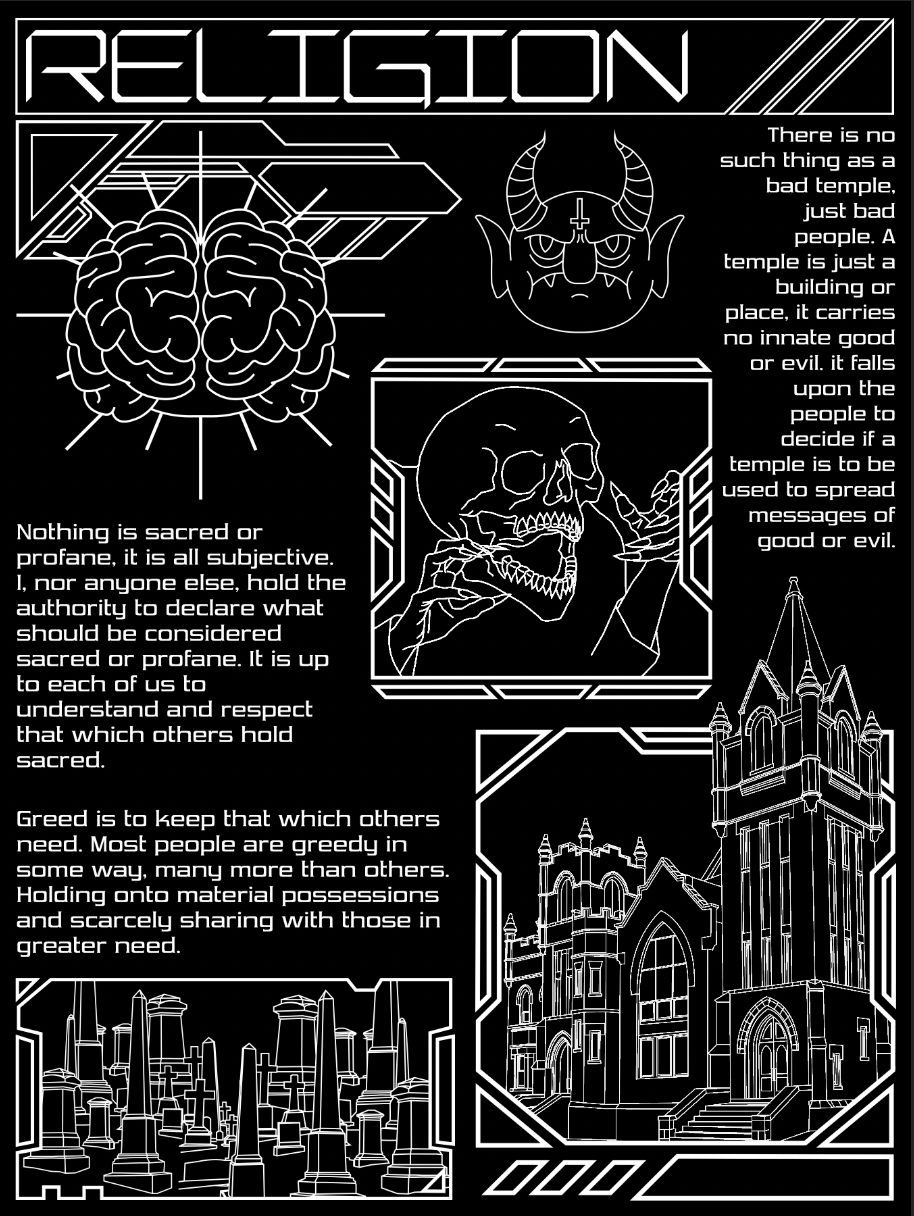 RELIGION
There is no
such thing as a
bad temple,
just bad
people. A
temple is just a
building or
place, it carries
no innate good
or evil. it falls
upon the
people to
decide if a
temple is to be
used to spread
messages of
good or evil.
Nothing is sacred or
profane, it is all subjective.
I, nor anyone else, hold the
authority to declare what
should be considered
sacred or profane. It is up
to each of us to
understand and respect
that which others hold
sacred.
Greed is to keep that which others
need. Most people are greedy in
some way, many more than others.
Holding onto material possessions
and scarcely sharing with those in
greater need.